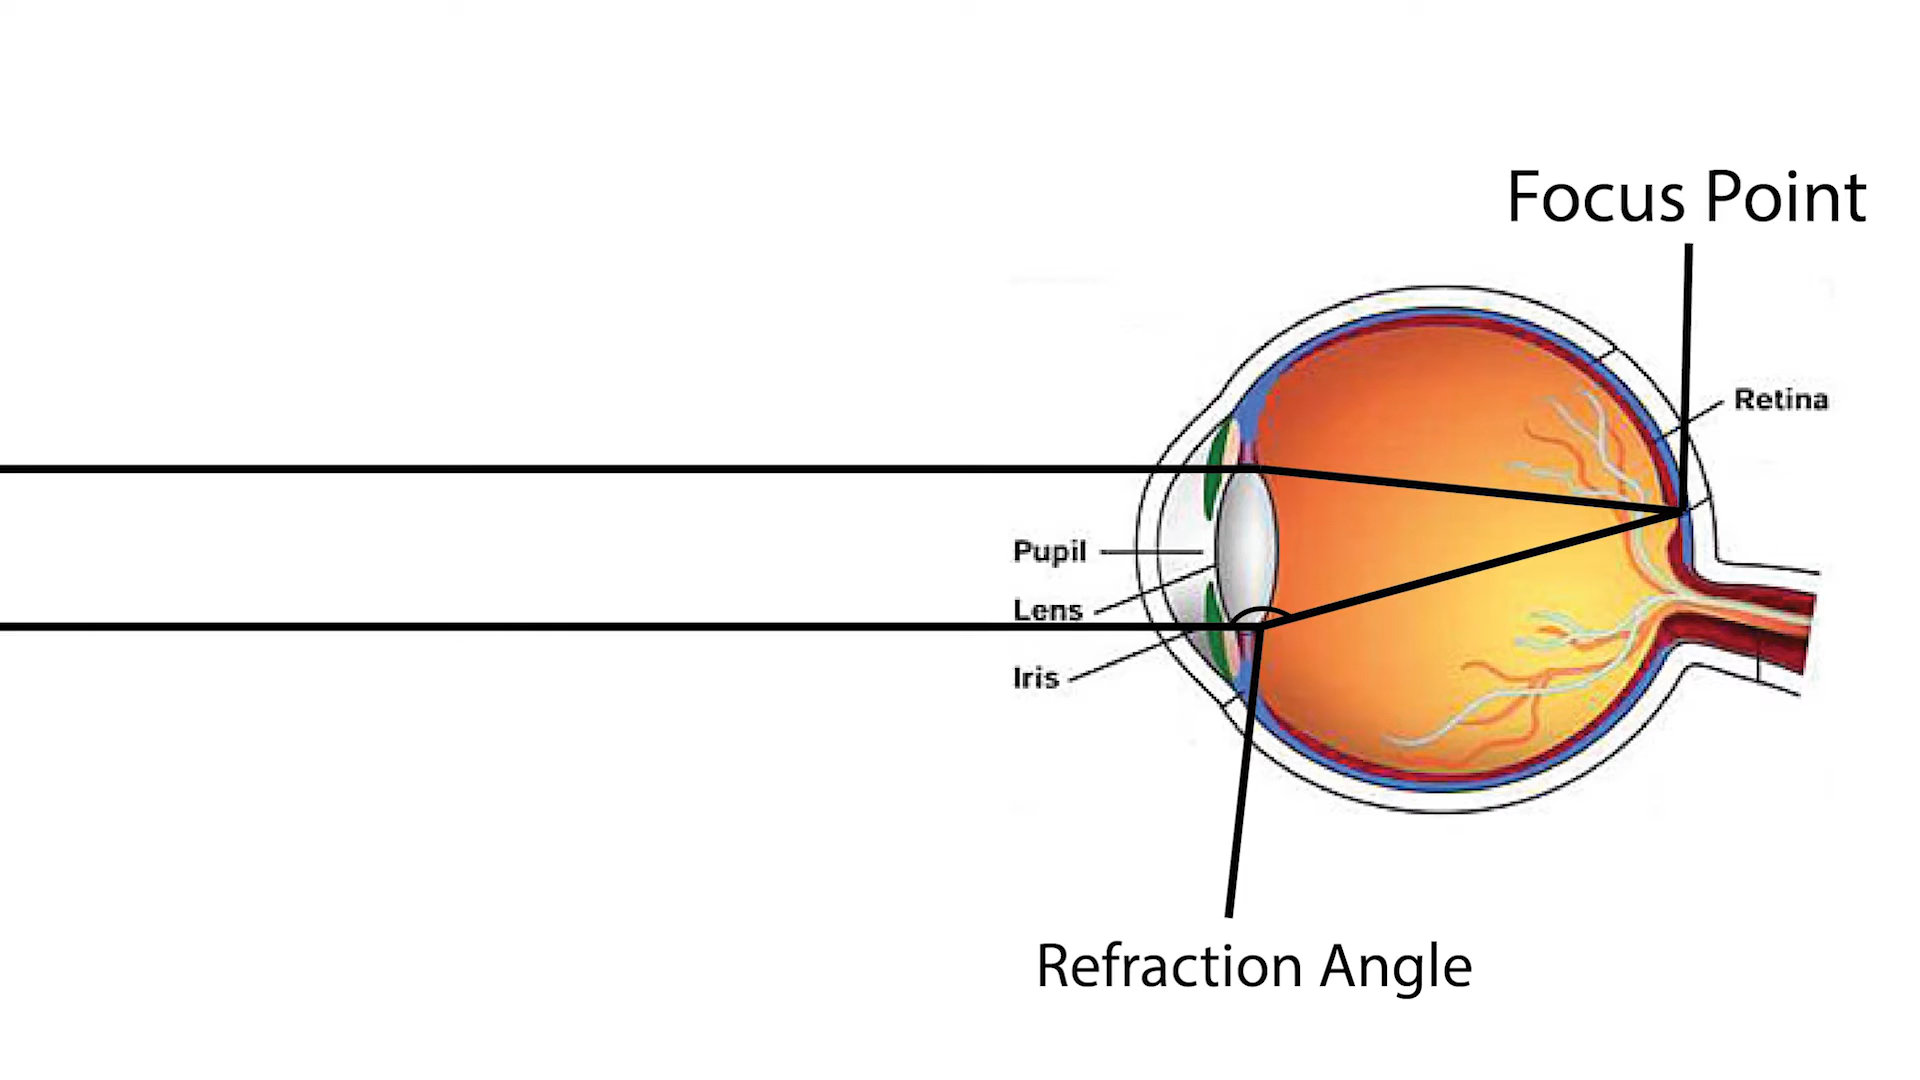 Focus Point
Retina
Pupil
Lens
Iris
Refraction Angle